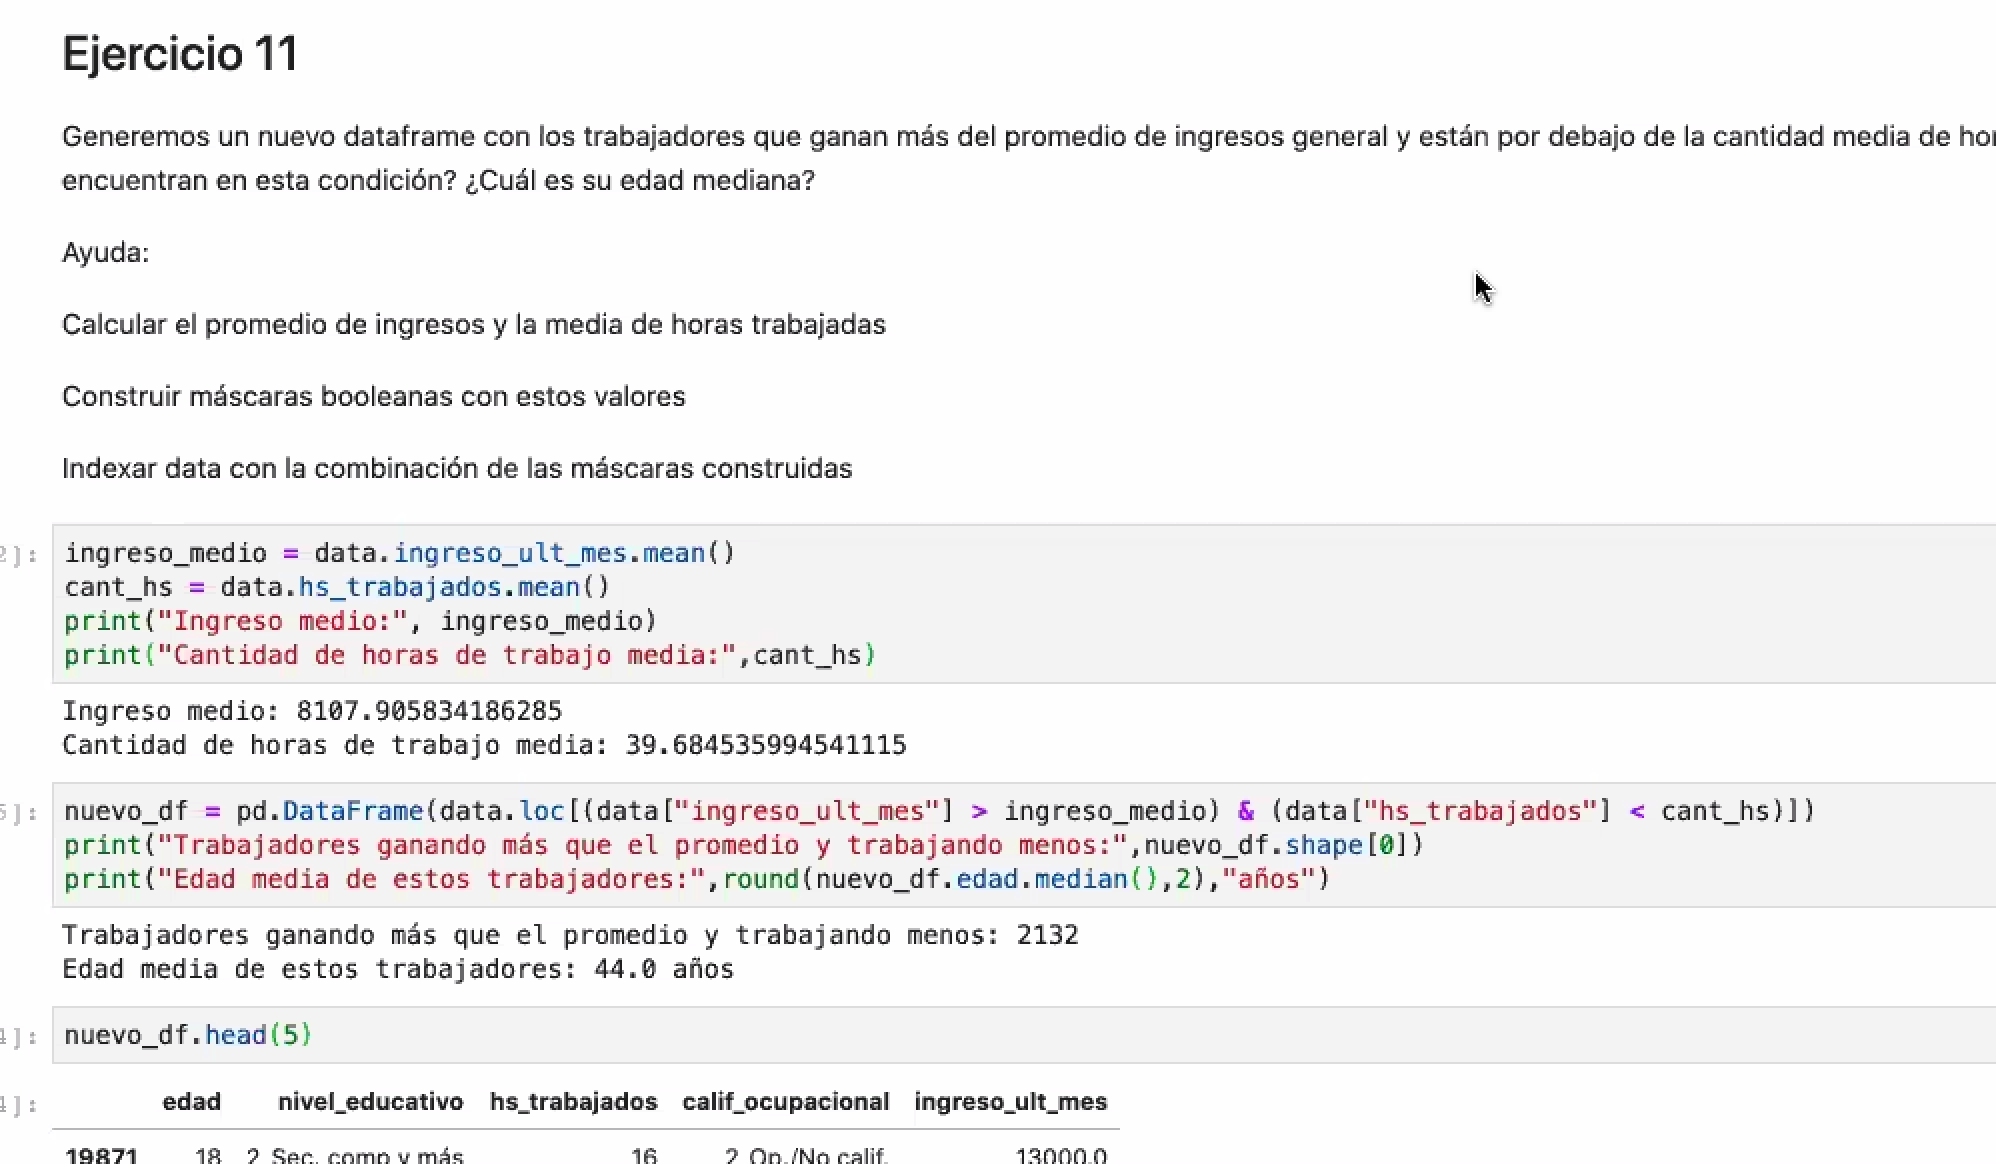 Ejercicio 11
Generemos un nuevo dataframe con los trabajadores que ganan más del promedio de ingresos general y están por debajo de la cantidad media de
encuentran en esta condición? ¿Cuál es su edad mediana?
Ayuda:
Calcular el promedio de ingresos y la media de horas trabajadas
Construir máscaras booleanas con estos valores
Indexar data con la combinación de las máscaras construidas
2]: ingreso_medio = data.ingreso_ult_mes.mean()
cant_hs = data.hs_trabajados.mean()
print("Ingreso medio:", ingreso_medio)
print("Cantidad de horas de trabajo media:",cant_hs)
Ingreso medio: 8107.905834186285
Cantidad de horas de trabajo media: 39.684535994541115
5]: nuevo_df = pd.DataFrame(data.loc[(data["ingreso_ult_mes"] > ingreso_medio) & (data["hs_trabajados"] < cant_hs)])
print("Trabajadores ganando más que el promedio y trabajando menos:",nuevo_df.shape[0])
print("Edad media de estos trabajadores:",round(nuevo_df.edad.median(),2),"años")
Trabajadores ganando más que el promedio y trabajando menos: 2132
Edad media de estos trabajadores: 44.0 años
4]: nuevo_df.head(5)
4]: edad nivel_educativo hs_trabajados calif_ocupacional ingreso_ult_mes
19871 18 2_Sec. comp y más 16 2_Op./No calif. 13000.0